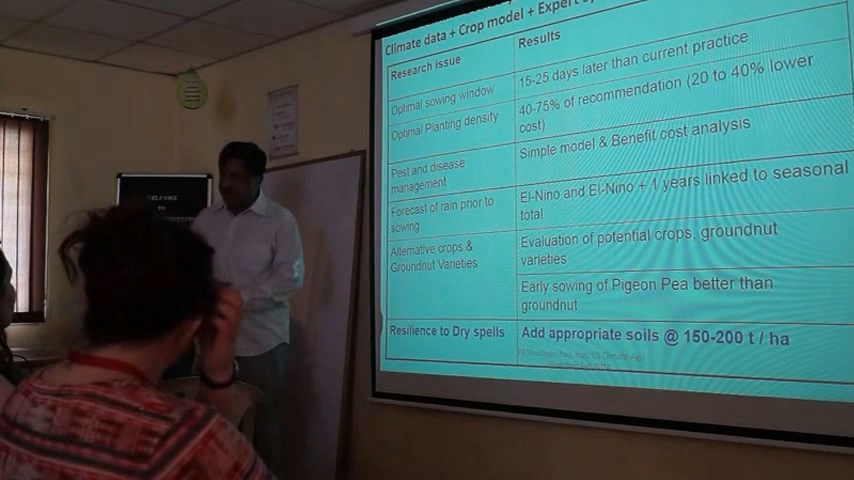 Climate data + Crop model + Expert
Research issue
Results
Optimal sowing window
15-25 days later than current practice
Optimal Planting density
40-75% of recommendation (20 to 40% lower
cost)
Pest and disease
management
Simple model & Benefit cost analysis
Forecast of rain prior to
sowing
El-Nino and El-Nino + 1 years linked to seasonal
total
Alternative crops &
Groundnut Varieties
Evaluation of potential crops, groundnut
varieties
Early sowing of Pigeon Pea better than
groundnut
Resilience to Dry spells
Add appropriate soils @ 150-200 t / ha
WELCOME
TO